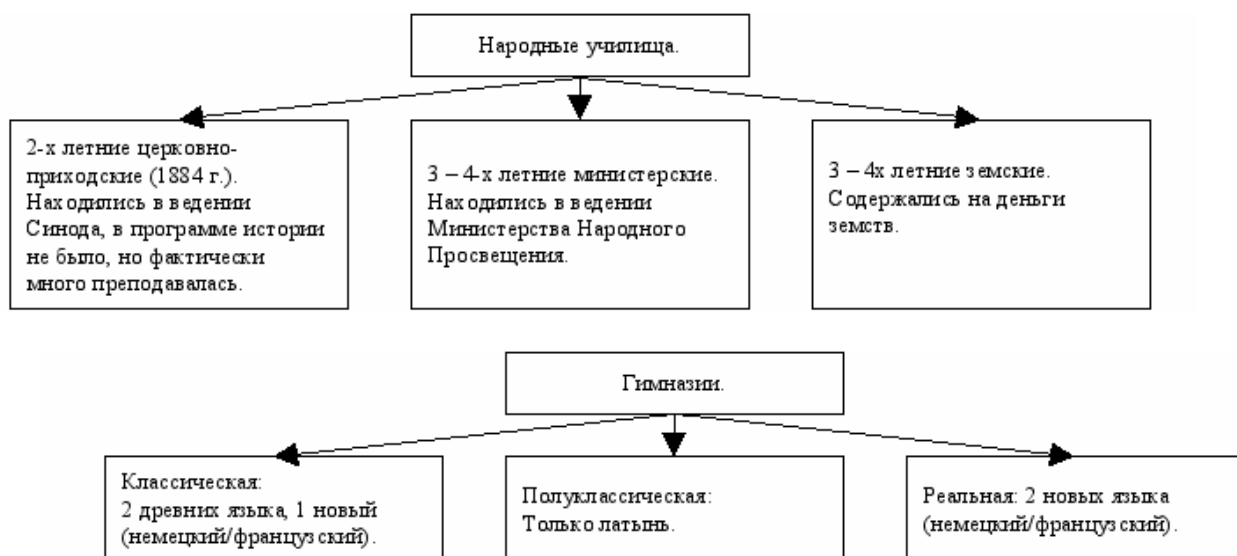 Народные училища.
2-х летние церковно-
приходские (1884 г.).
Находились в ведении
Синода, в программе истории
не было, но фактически
много преподавалась.
3 – 4-х летние министерские.
Находились в ведении
Министерства Народного
Просвещения.
3 – 4х летние земские.
Содержались на деньги
земств.
Гимназии.
Классическая:
2 древних языка, 1 новый
(немецкий/французский).
Полуклассическая:
Только латынь.
Реальная: 2 новых языка
(немецкий/французский).